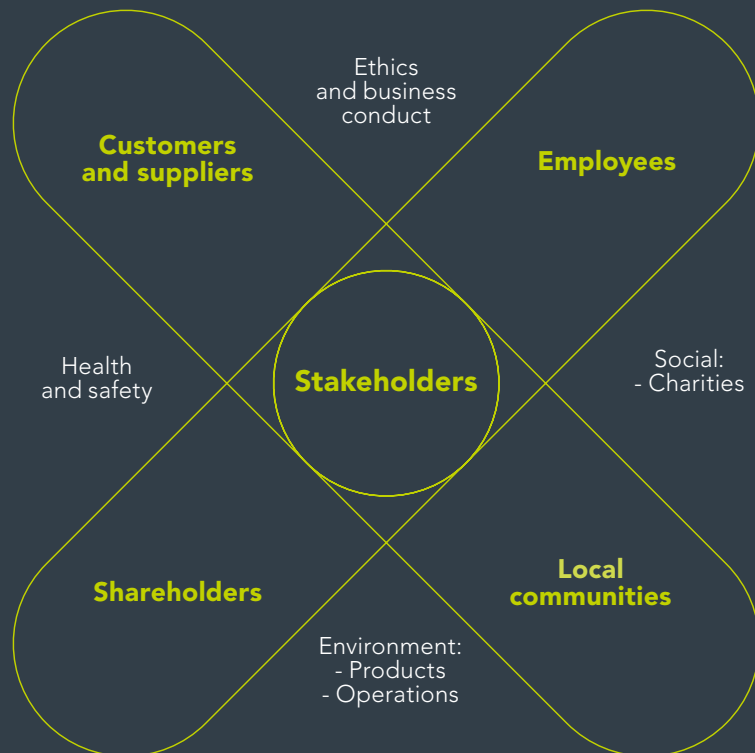 Ethics
and business
conduct
Customers
and suppliers
Employees
Health
and safety
Stakeholders
Social:
- Charities
Shareholders
Local
communities
Environment:
- Products
- Operations